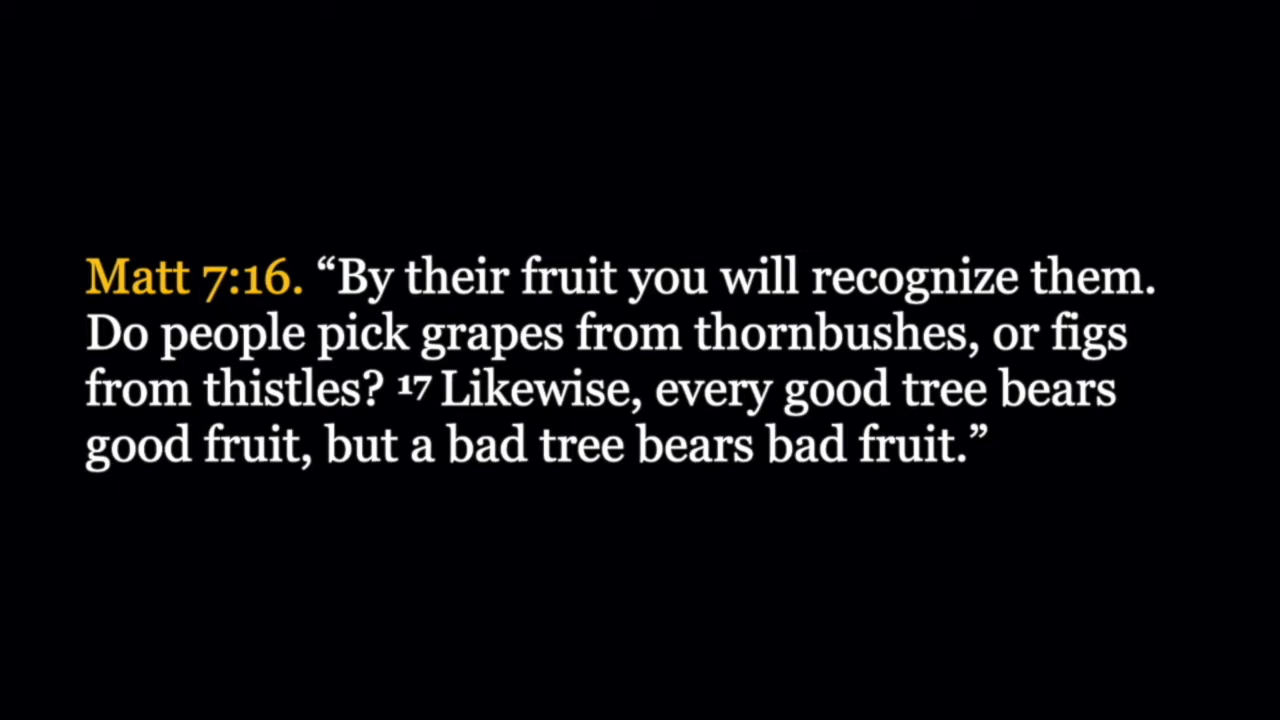 Matt 7:16. “By their fruit you will recognize them.
Do people pick grapes from thornbushes, or figs
from thistles? 17 Likewise, every good tree bears
good fruit, but a bad tree bears bad fruit.”